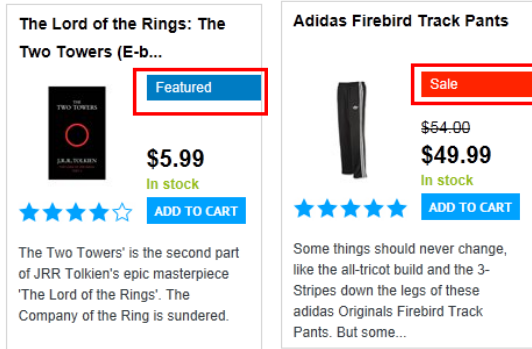 The Lord of the Rings: The
Two Towers (E-b...
Featured
THE
TWO TOWERS
J.R.R. TOLKIEN
$5.99
In stock
ADD TO CART
The Two Towers' is the second part
of JRR Tolkien's epic masterpiece
'The Lord of the Rings'. The
Company of the Ring is sundered.
Adidas Firebird Track Pants
Sale
$54.00
$49.99
In stock
ADD TO CART
Some things should never change,
like the all-tricot build and the 3-
Stripes down the legs of these
adidas Originals Firebird Track
Pants. But some...